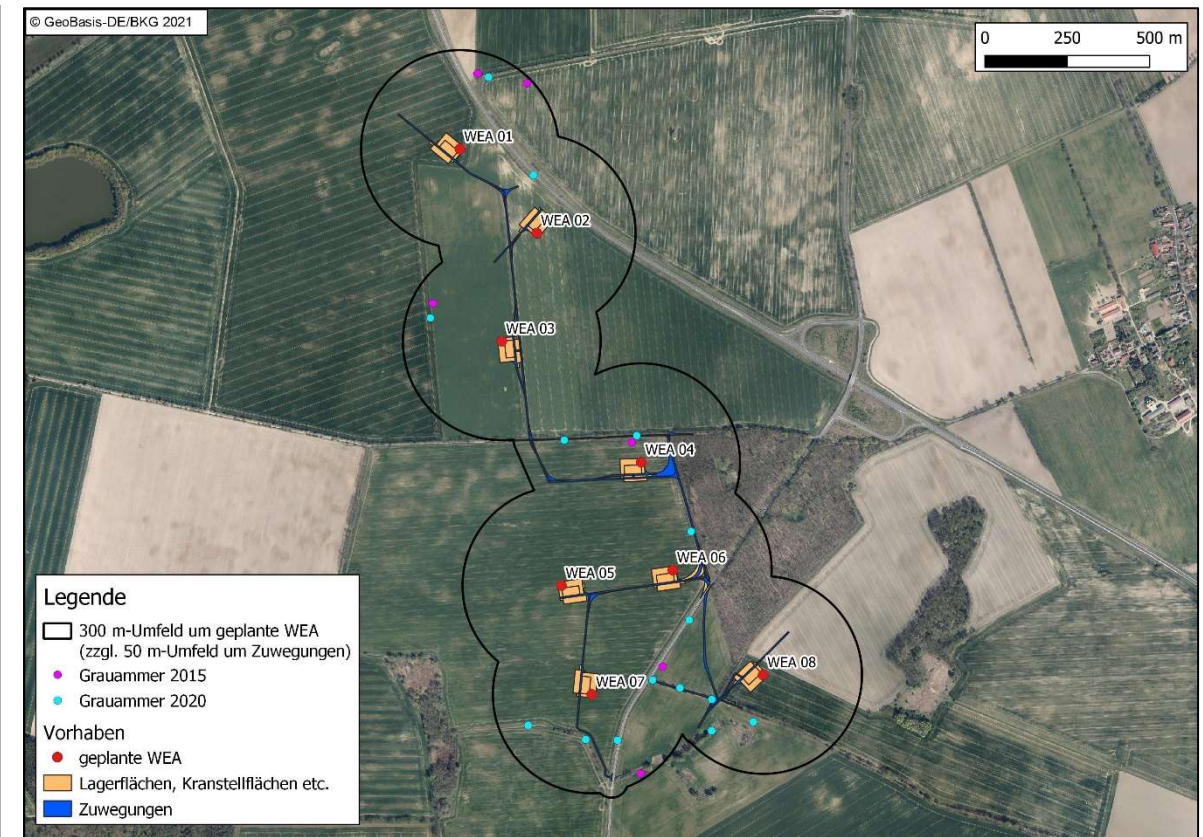 © GeoBasis-DE/BKG 2021
0 250 500 m
WEA 01
WEA 02
WEA 03
WEA 04
WEA 05
WEA 06
WEA 07
WEA 08
Legende
300 m-Umfeld um geplante WEA
(zzgl. 50 m-Umfeld um Zuwegungen)
Grauammer 2015
Grauammer 2020
Vorhaben
geplante WEA
Lagerflächen, Kranstellflächen etc.
Zuwegungen